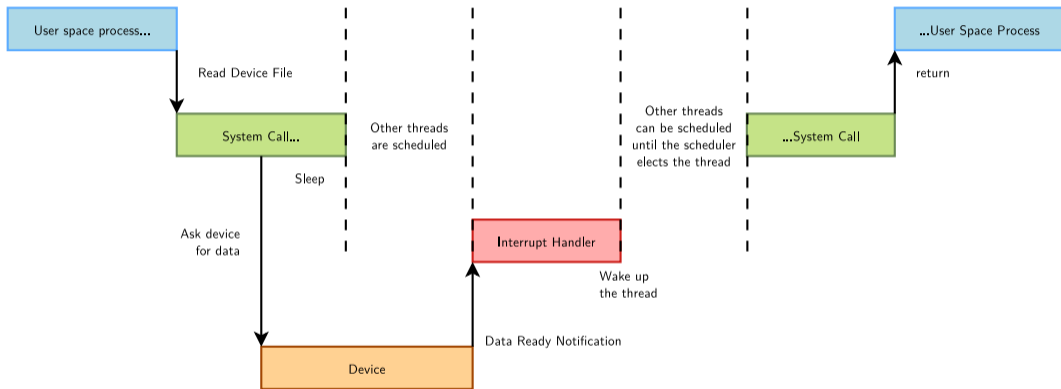 User space process...
...User Space Process
Read Device File
return
System Call...
Other threads
are scheduled
Other threads
can be scheduled
until the scheduler
elects the thread
...System Call
Sleep
Ask device
for data
Interrupt Handler
Wake up
the thread
Data Ready Notification
Device